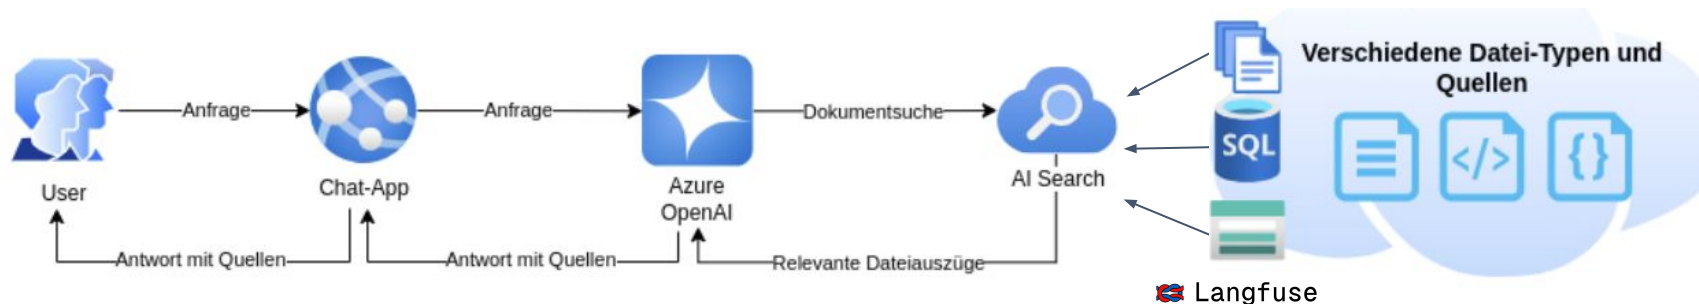 Verschiedene Datei-Typen und
Quellen
Anfrage
Anfrage
Dokumentsuche
SQL
</>
{}
User
Chat-App
Azure
OpenAI
AI Search
Antwort mit Quellen
Antwort mit Quellen
Relevante Dateiauszüge
Langfuse